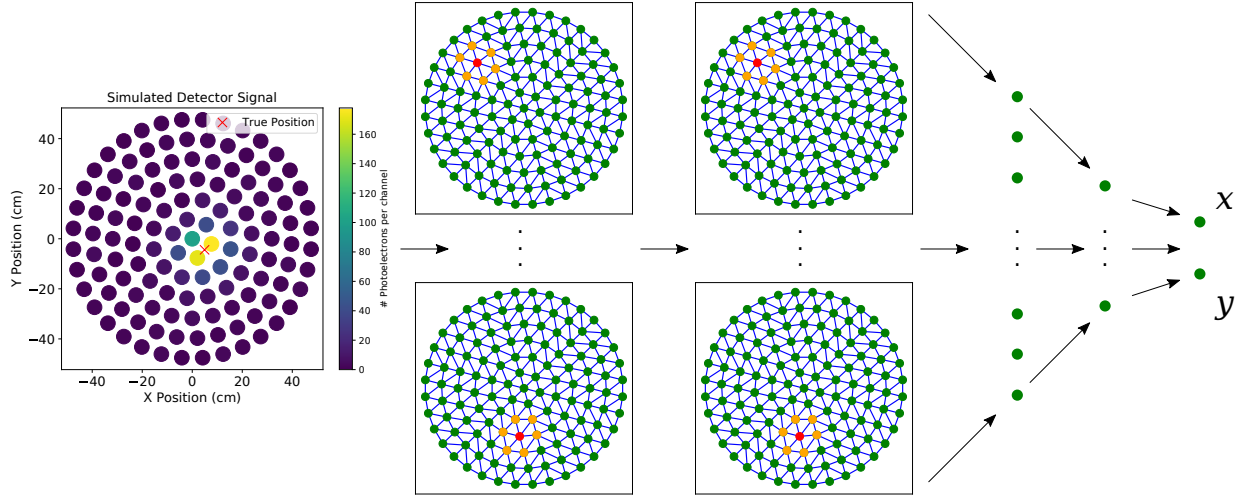 Simulated Detector Signal
True Position
Y Position (cm)
40
20
0
−20
−40
−40
−20
0
20
40
X Position (cm)
160
140
120
100
80
60
40
20
0
# Photoelectrons per channel
x
y